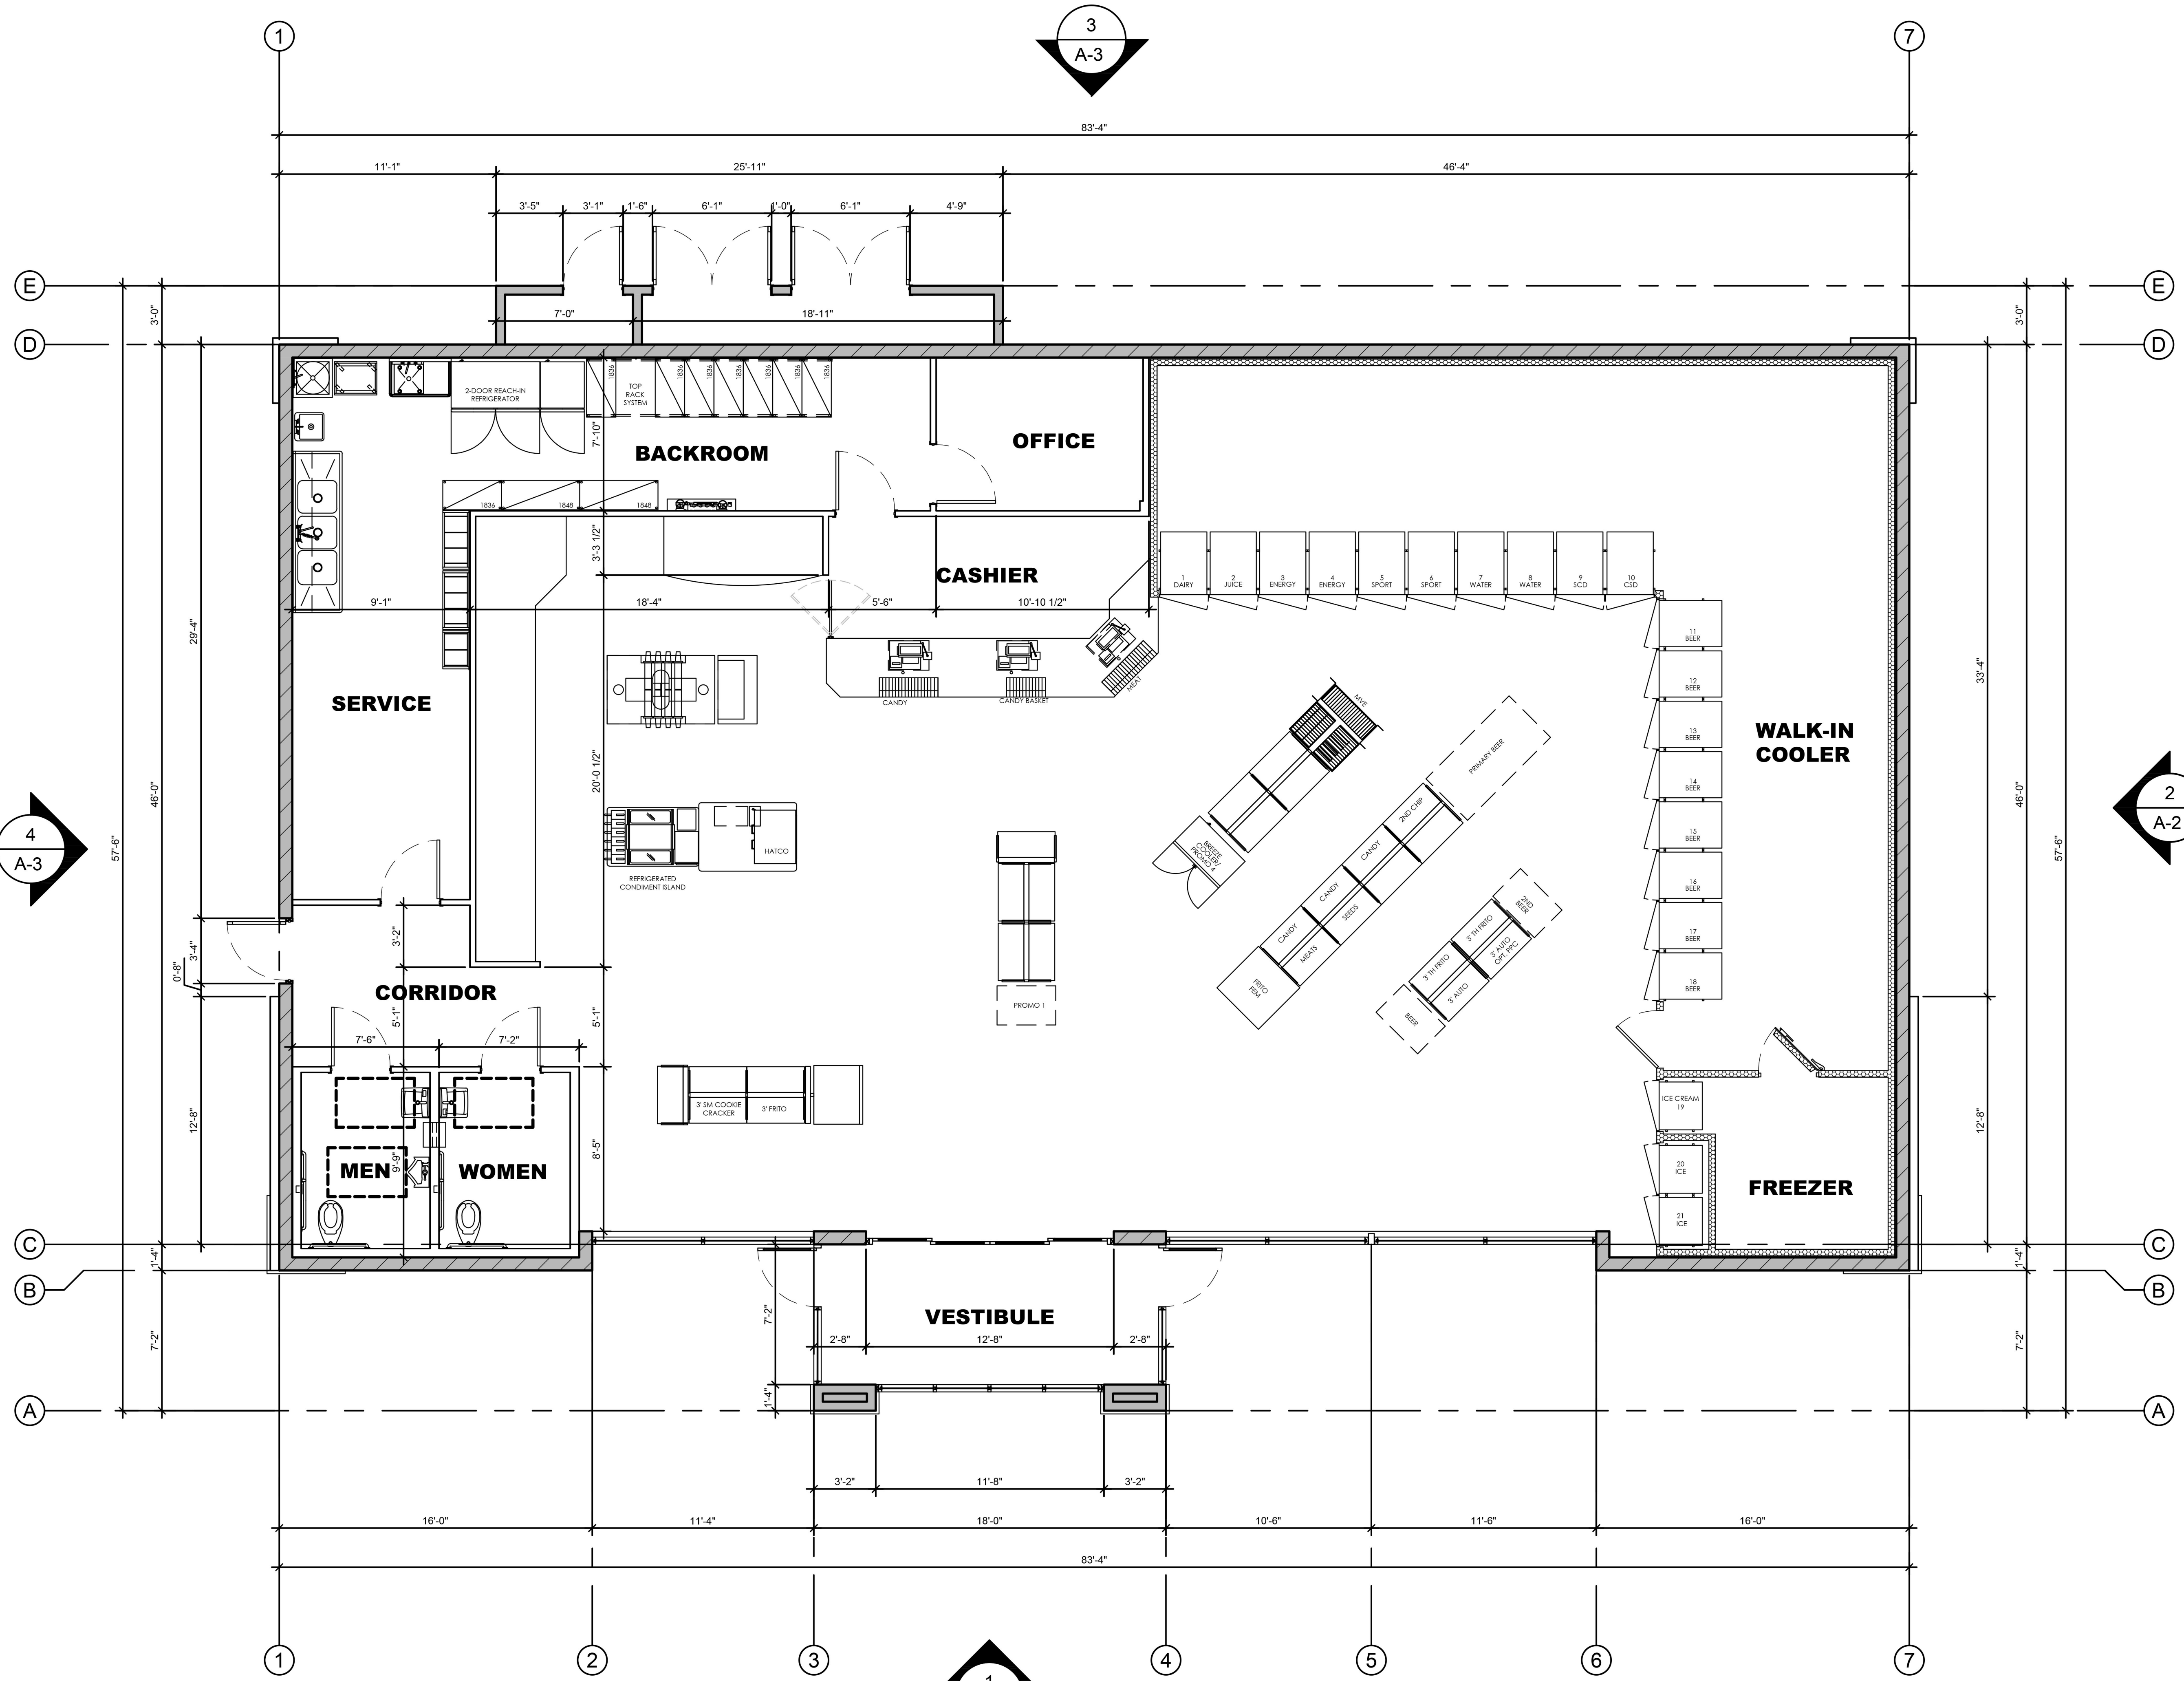 1
3
A-3
7
83'-4"
11'-1"
25'-11"
46'-4"
3'-5"
3'-1"
1'-6"
6'-1"
1'-0"
6'-1"
4'-9"
E
E
3'-0"
3'-0"
7'-0"
18'-11"
D
D
2-DOOR REACH-IN
REFRIGERATOR
1836
TOP
RACK
SYSTEM
1836
1836
1836
1836
1836
1836
7'-10"
BACKROOM
OFFICE
1836
1848
1848
3'-3 1/2"
CASHIER
9'-1"
18'-4"
5'-6"
10'-10 1/2"
1
DAIRY
2
JUICE
3
ENERGY
4
ENERGY
5
SPORT
6
SPORT
7
WATER
8
WATER
9
SCD
10
CSD
11
BEER
12
BEER
13
BEER
14
BEER
15
BEER
16
BEER
17
BEER
18
BEER
29'-4"
33'-4"
SERVICE
CANDY
CANDY BASKET
MEAT
MVE
PRIMARY BEER
WALK-IN
COOLER
46'-0"
46'-0"
57'-6"
57'-6"
4
A-3
2
A-2
20'-0 1/2"
HATCO
REFRIGERATED
CONDIMENT ISLAND
BREEZE
COOLER/
PROMO 4
2ND CHIP
CANDY
CANDY
CANDY
SEEDS
MEATS
FRITO
FEM
2ND
BEER
3' TH FRITO
3' TH FRITO
3' AUTO
OPT. PPC
3' AUTO
BEER
PROMO 1
3'-4"
0'-8"
3'-2"
CORRIDOR
5'-1"
5'-1"
7'-6"
7'-2"
12'-8"
12'-8"
3' SM COOKIE
CRACKER
3' FRITO
ICE CREAM
19
20
ICE
21
ICE
MEN
9'-9"
WOMEN
8'-5"
FREEZER
C
C
1'-4"
1'-4"
B
B
7'-2"
7'-2"
7'-2"
VESTIBULE
2'-8"
12'-8"
2'-8"
1'-4"
A
A
3'-2"
11'-8"
3'-2"
16'-0"
11'-4"
18'-0"
10'-6"
11'-6"
16'-0"
83'-4"
1
2
3
4
5
6
7
1